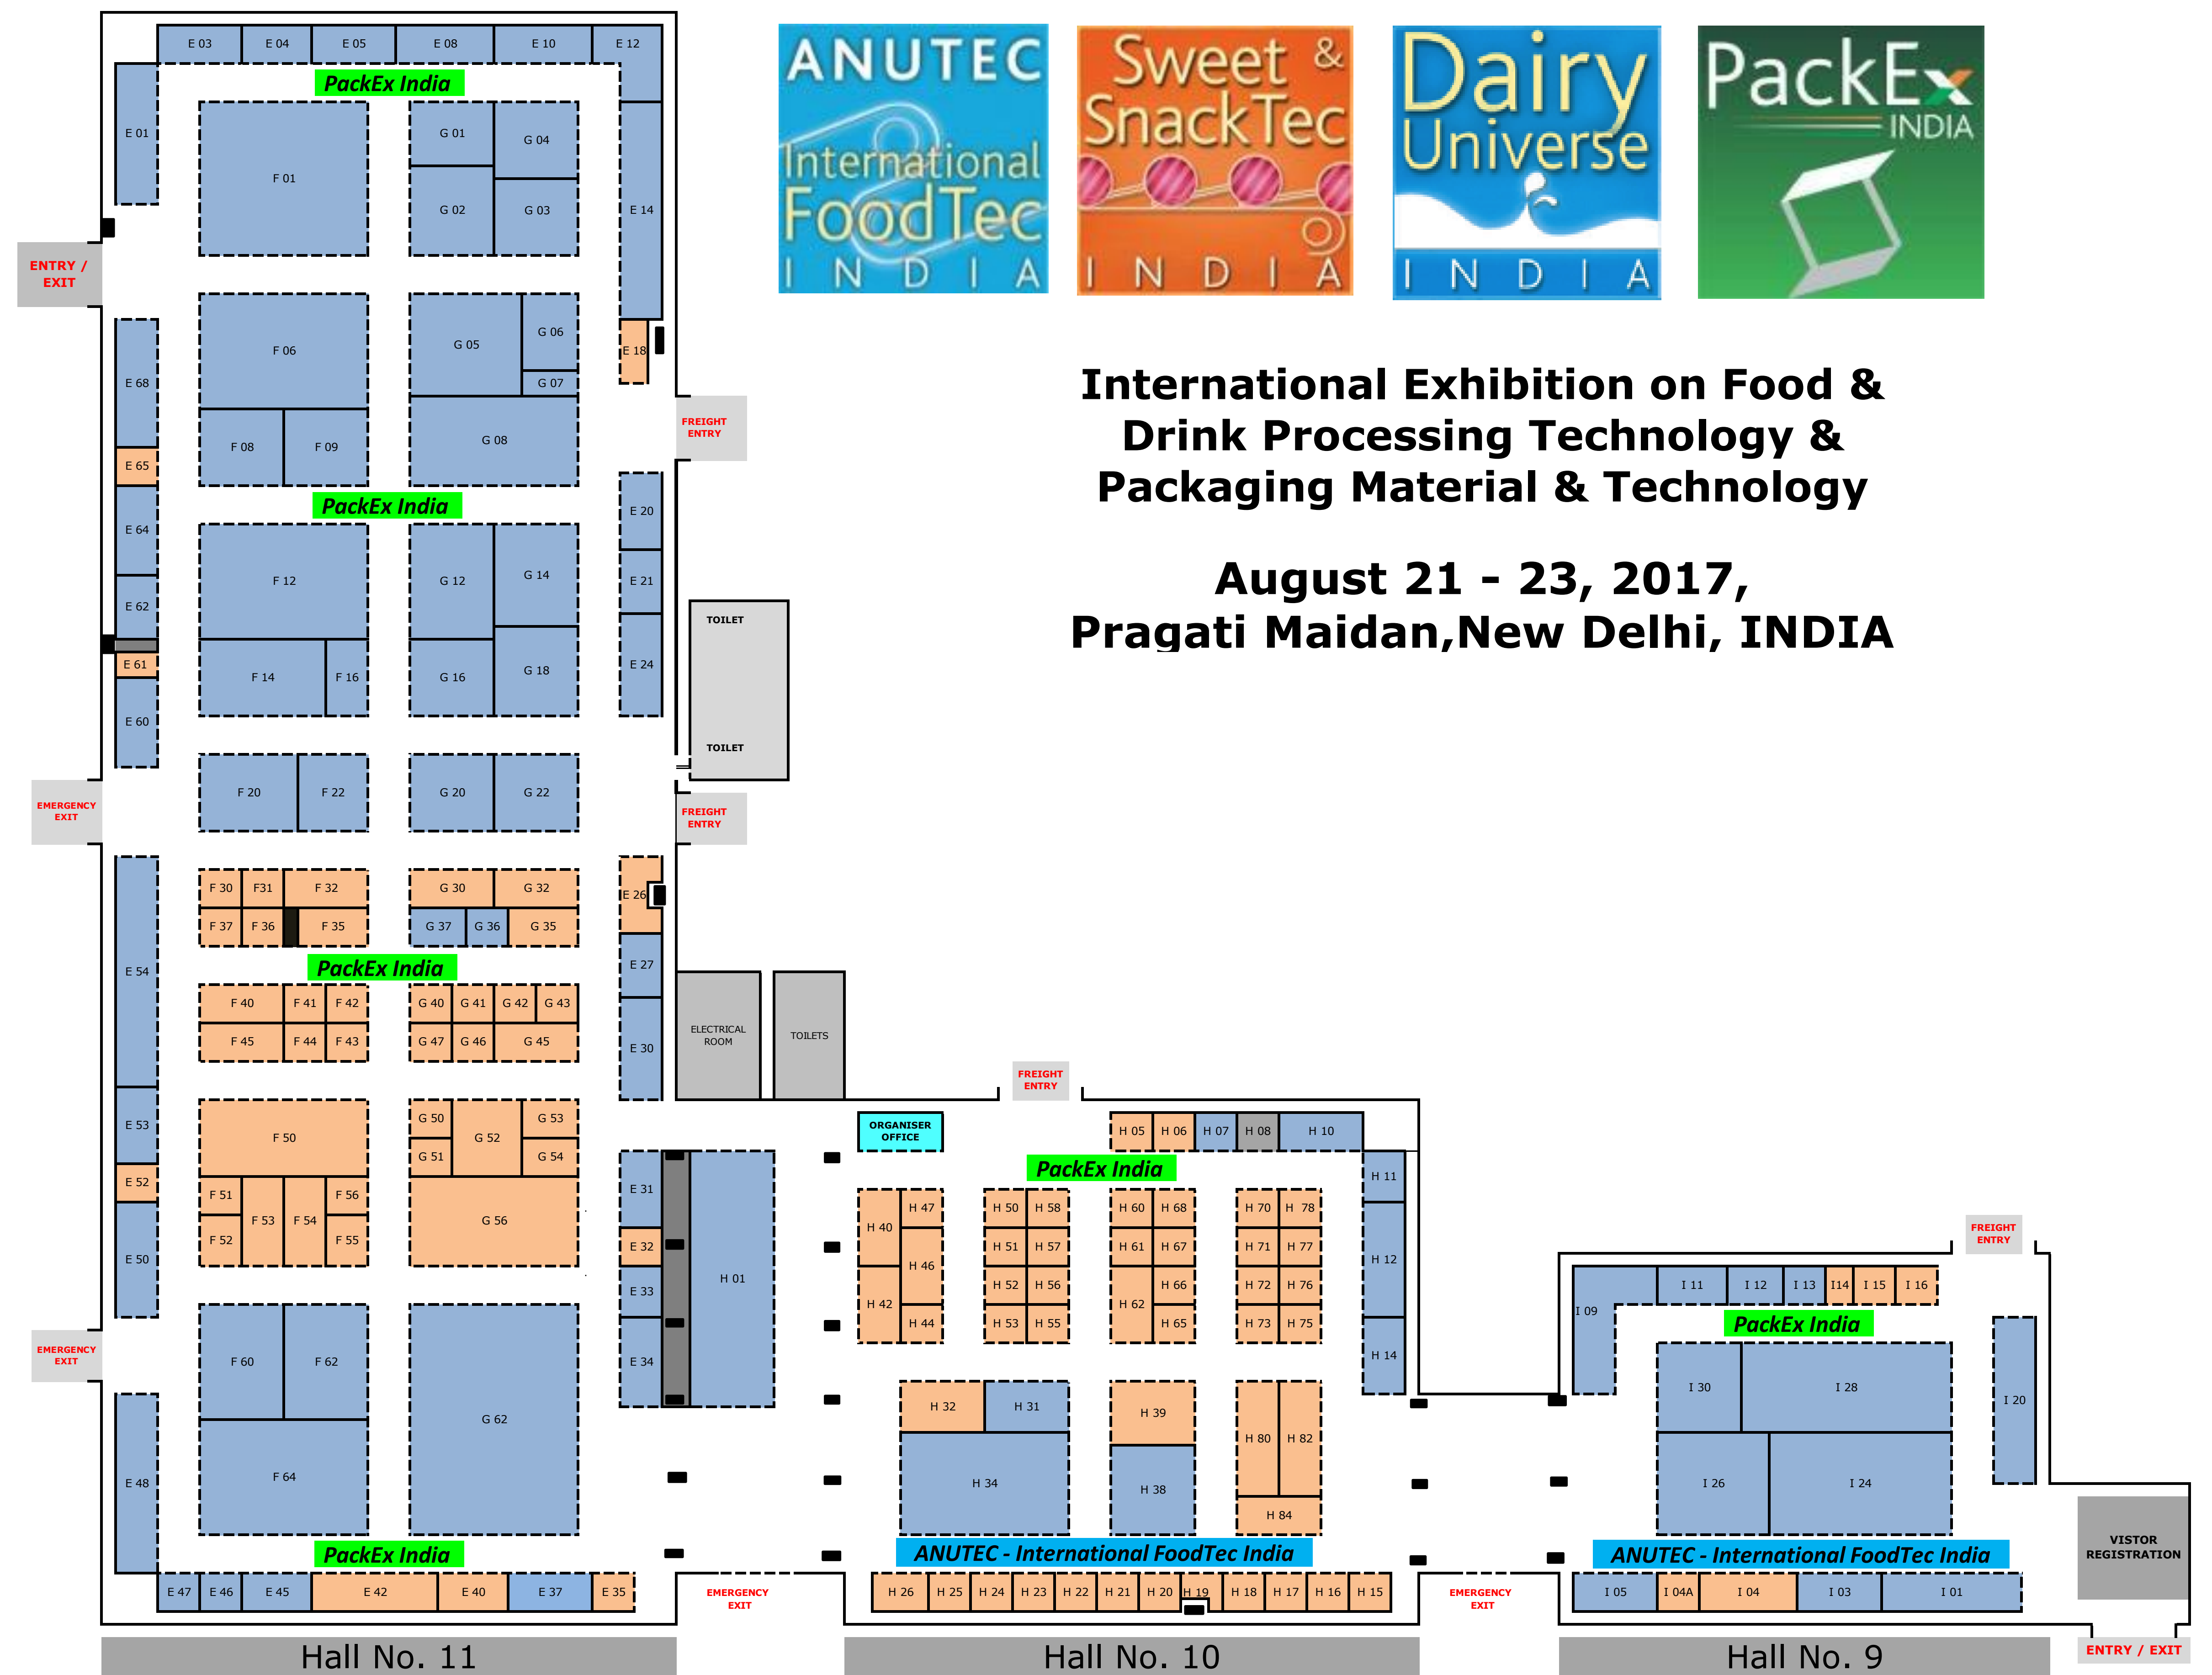 ANUTEC
International
FoodTec
INDIA
Sweet &
SnackTec
INDIA
Dairy
Universe
INDIA
PackEx
INDIA
International Exhibition on Food &
Drink Processing Technology &
Packaging Material & Technology
August 21 - 23, 2017,
Pragati Maidan,New Delhi, INDIA
E 03
E 04
E 05
E 08
E 10
E 12
PackEx India
E 01
F 01
G 01
G 04
G 02
G 03
E 14
ENTRY /
EXIT
F 06
G 05
G 06
G 07
E 18
E 68
F 08
F 09
G 08
FREIGHT
ENTRY
E 65
PackEx India
E 64
E 20
F 12
G 12
G 14
E 21
E 62
TOILET
E 61
F 14
F 16
G 16
G 18
E 24
E 60
TOILET
F 20
F 22
G 20
G 22
EMERGENCY
EXIT
FREIGHT
ENTRY
F 30
F31
F 32
G 30
G 32
E 26
F 37
F 36
F 35
G 37
G 36
G 35
E 54
PackEx India
E 27
F 40
F 41
F 42
G 40
G 41
G 42
G 43
F 45
F 44
F 43
G 47
G 46
G 45
E 30
ELECTRICAL
ROOM
TOILETS
E 53
F 50
G 50
G 52
G 53
G 51
G 54
E 52
F 51
F 53
F 54
F 56
G 56
F 52
F 55
E 50
E 31
E 32
E 33
E 34
H 01
EMERGENCY
EXIT
F 60
F 62
G 62
F 64
E 48
PackEx India
E 47
E 46
E 45
E 42
E 40
E 37
E 35
EMERGENCY
EXIT
Hall No. 11
FREIGHT
ENTRY
ORGANISER
OFFICE
H 05
H 06
H 07
H 08
H 10
PackEx India
H 11
H 40
H 47
H 50
H 58
H 60
H 68
H 70
H 78
H 46
H 51
H 57
H 61
H 67
H 71
H 77
H 12
H 42
H 52
H 56
H 62
H 66
H 72
H 76
H 44
H 53
H 55
H 65
H 73
H 75
H 14
H 32
H 31
H 39
H 80
H 82
H 34
H 38
H 84
ANUTEC - International FoodTec India
H 26
H 25
H 24
H 23
H 22
H 21
H 20
H 19
H 18
H 17
H 16
H 15
EMERGENCY
EXIT
Hall No. 10
FREIGHT
ENTRY
I 09
I 11
I 12
I 13
I14
I 15
I 16
PackEx India
I 30
I 28
I 20
I 26
I 24
ANUTEC - International FoodTec India
I 05
I 04A
I 04
I 03
I 01
VISTOR
REGISTRATION
ENTRY / EXIT
Hall No. 9